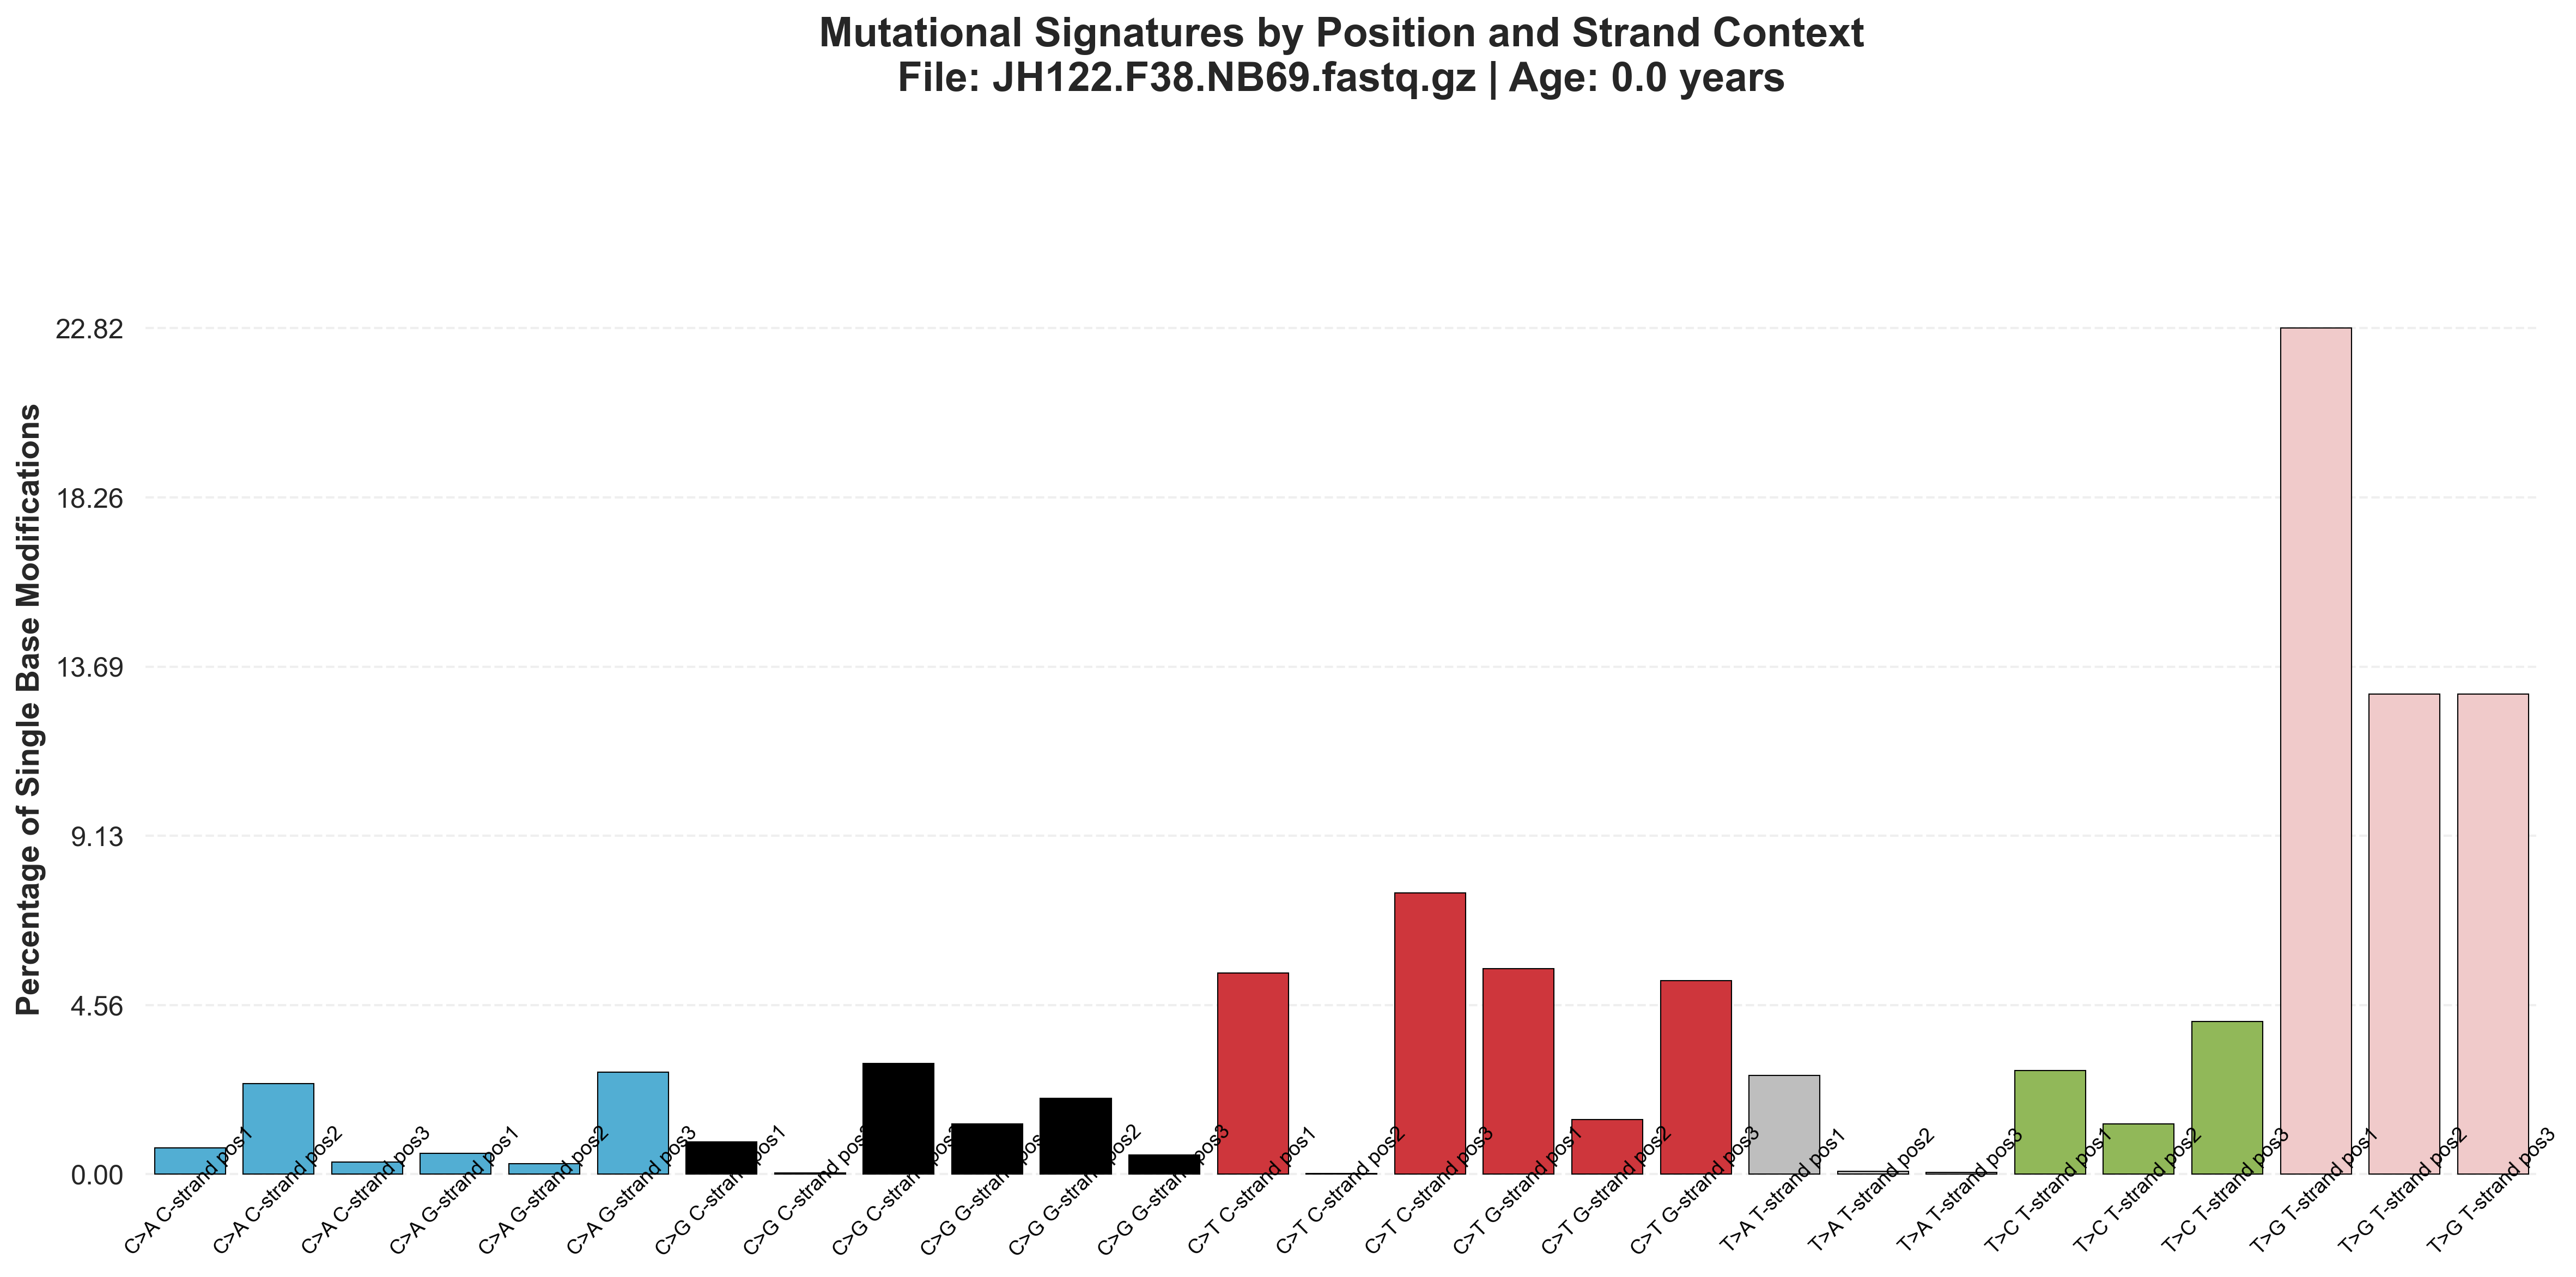 Mutational Signatures by Position and Strand Context
File: JH122.F38.NB69.fastq.gz | Age: 0.0 years
Percentage of Single Base Modifications
22.82
18.26
13.69
9.13
4.56
0.00
C>A C-strand pos1
C>A C-strand pos2
C>A C-strand pos3
C>A G-strand pos1
C>A G-strand pos2
C>A G-strand pos3
C>G C-strand pos1
C>G C-strand pos2
C>G C-strand pos3
C>G G-strand pos1
C>G G-strand pos2
C>G G-strand pos3
C>T C-strand pos1
C>T C-strand pos2
C>T C-strand pos3
C>T G-strand pos1
C>T G-strand pos2
C>T G-strand pos3
T>A T-strand pos1
T>A T-strand pos2
T>A T-strand pos3
T>C T-strand pos1
T>C T-strand pos2
T>C T-strand pos3
T>G T-strand pos1
T>G T-strand pos2
T>G T-strand pos3